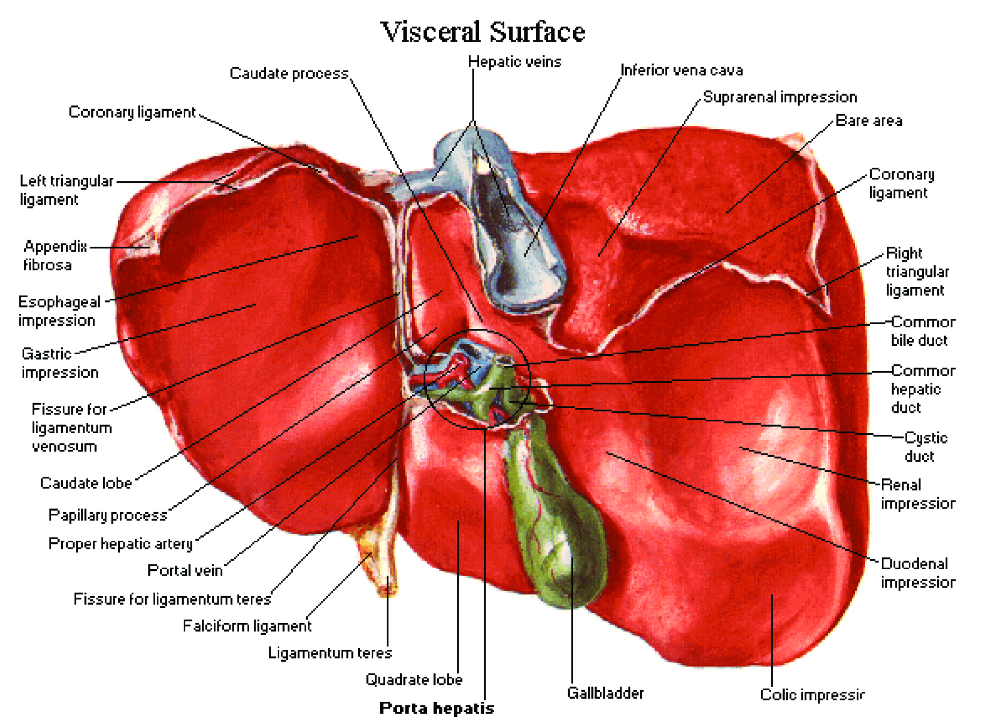 Visceral Surface
Hepatic veins
Caudate process
Inferior vena cava
Suprarenal impression
Coronary ligament
Bare area
Left triangular
ligament
Coronary
ligament
Appendix
fibrosa
Right
triangular
ligament
Esophageal
impression
Common
bile duct
Gastric
impression
Common
hepatic
duct
Fissure for
ligamentum
venosum
Cystic
duct
Caudate lobe
Renal
impression
Papillary process
Proper hepatic artery
Portal vein
Duodenal
impression
Fissure for ligamentum teres
Falciform ligament
Ligamentum teres
Quadrate lobe
Gallbladder
Colic impressir
Porta hepatis